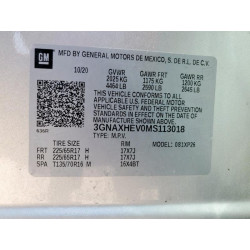 GM
MFD BY GENERAL MOTORS DE MEXICO, S. DE R.L. DE C.V.
10/20 GVWR GAWR FRT GAWR RR
2025 KG 1175 KG 1200 KG
4464 LB 2590 LB 2645 LB
THIS VEHICLE CONFORMS TO ALL APPLICABLE
U.S. FEDERAL MOTOR VEHICLE SAFETY, BUMPER,
AND THEFT PREVENTION STANDARDS IN EFFECT
ON THE DATE OF MANUFACTURE SHOWN ABOVE.
3GNAXHEV0MS113018
TYPE: M.P.V. MODEL: 691XP26
TIRE SIZE RIM
FRT 225/65R17 H 17X7J
RR 225/65R17 H 17X7J
SPA T135/70R16 M 16X4BT